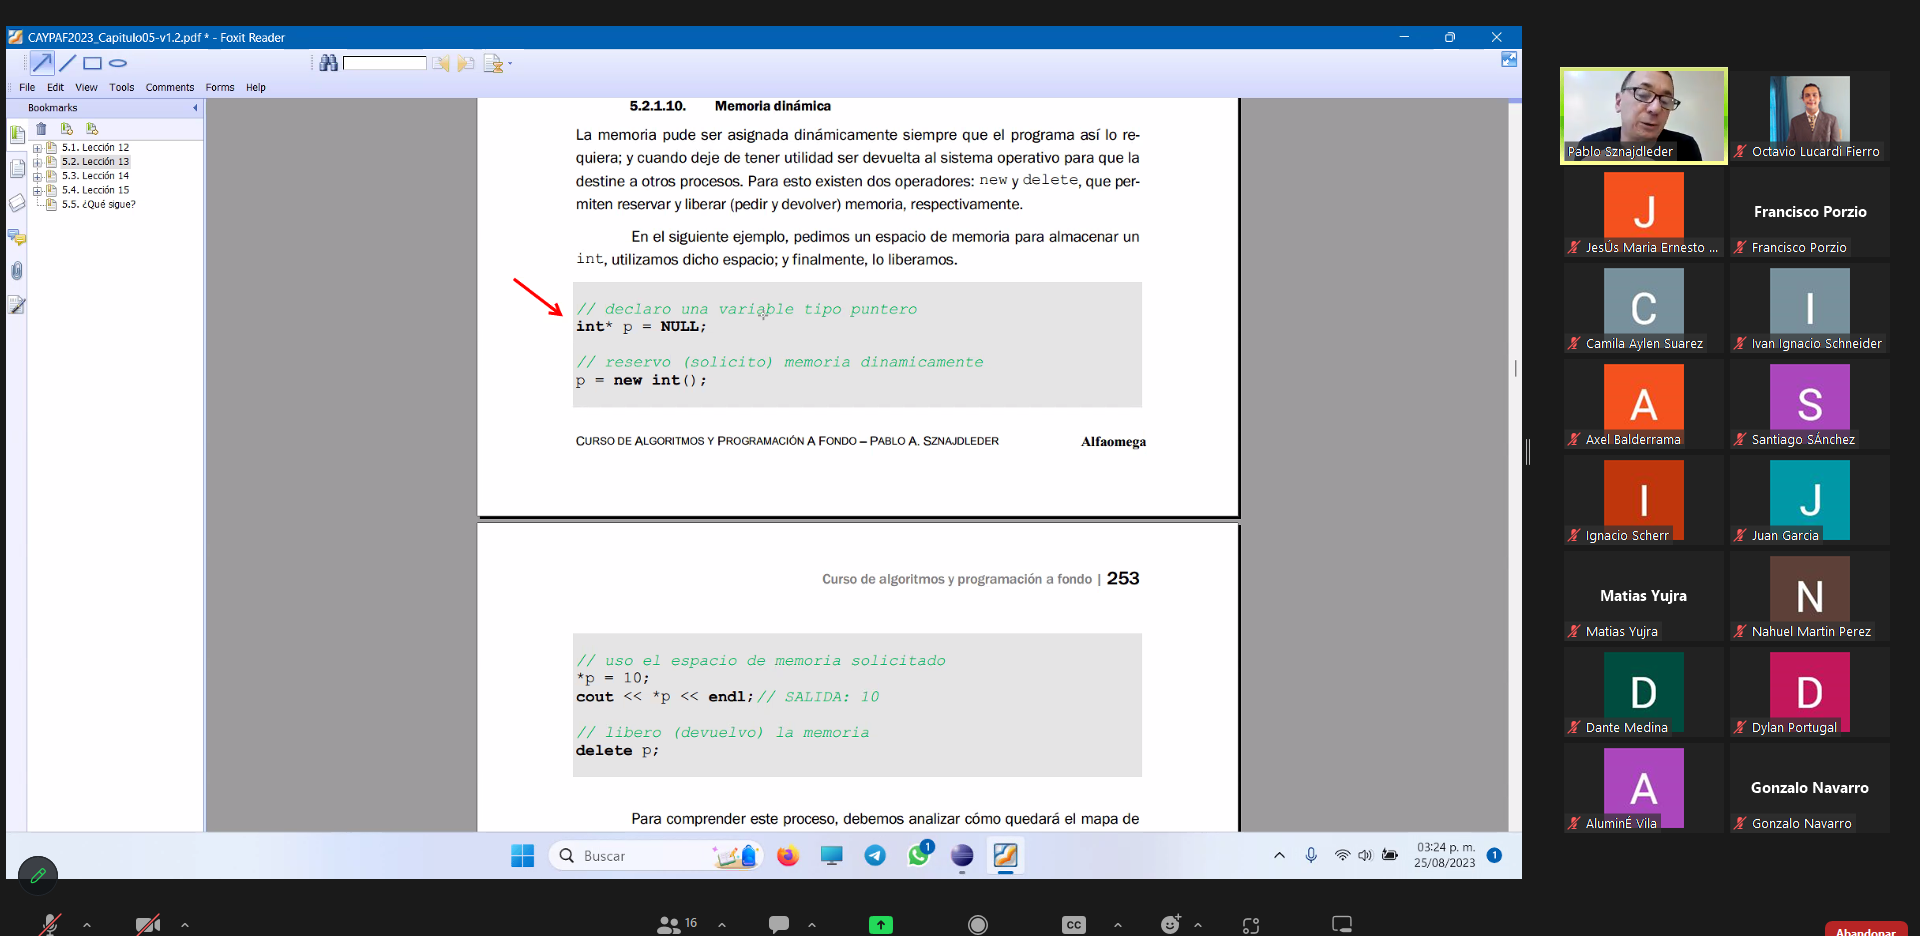 CAYPAF2023_Capitulo05-v1.2.pdf * - Foxit Reader
File Edit View Tools Comments Forms Help
Bookmarks
5.1. Lección 12
5.2. Lección 13
5.3. Lección 14
5.4. Lección 15
5.5. ¿Qué sigue?
5.2.1.10. Memoria dinámica
La memoria pude ser asignada dinámicamente siempre que el programa así lo re-
quiera; y cuando deje de tener utilidad ser devuelta al sistema operativo para que la
destine a otros procesos. Para esto existen dos operadores: new y delete, que per-
miten reservar y liberar (pedir y devolver) memoria, respectivamente.
En el siguiente ejemplo, pedimos un espacio de memoria para almacenar un
int, utilizamos dicho espacio; y finalmente, lo liberamos.
// declaro una variable tipo puntero
int* p = NULL;
// reservo (solicito) memoria dinamicamente
p = new int();
CURSO DE ALGORITMOS Y PROGRAMACIÓN A FONDO – PABLO A. SZNAJDLEDER Alfaomega
Curso de algoritmos y programación a fondo | 253
// uso el espacio de memoria solicitado
*p = 10;
cout << *p << endl;// SALIDA: 10
// libero (devuelvo) la memoria
delete p;
Para comprender este proceso, debemos analizar cómo quedará el mapa de
Buscar
1
03:24 p. m.
25/08/2023
1
Pablo Sznajdleder
Octavio Lucardi Fierro
J
JesÚs Maria Ernesto ...
Francisco Porzio
Francisco Porzio
C
Camila Aylen Suarez
I
Ivan Ignacio Schneider
A
Axel Balderrama
S
Santiago SÁnchez
I
Ignacio Scherr
J
Juan Garcia
Matias Yujra
Matias Yujra
N
Nahuel Martin Perez
D
Dante Medina
D
Dylan Portugal
A
AluminÉ Vila
Gonzalo Navarro
Gonzalo Navarro
16
CC
Abandonar